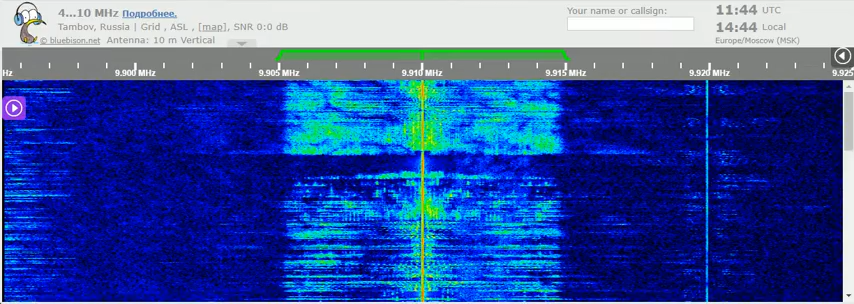 4...10 MHz Подробнее.
Tambov, Russia | Grid , ASL , [map], SNR 0:0 dB
© bluebison.net Antenna: 10 m Vertical
Your name or callsign:
11:44 UTC
14:44 Local
Europe/Moscow (MSK)
Hz 9.900 MHz 9.905 MHz 9.910 MHz 9.915 MHz 9.920 MHz 9.925